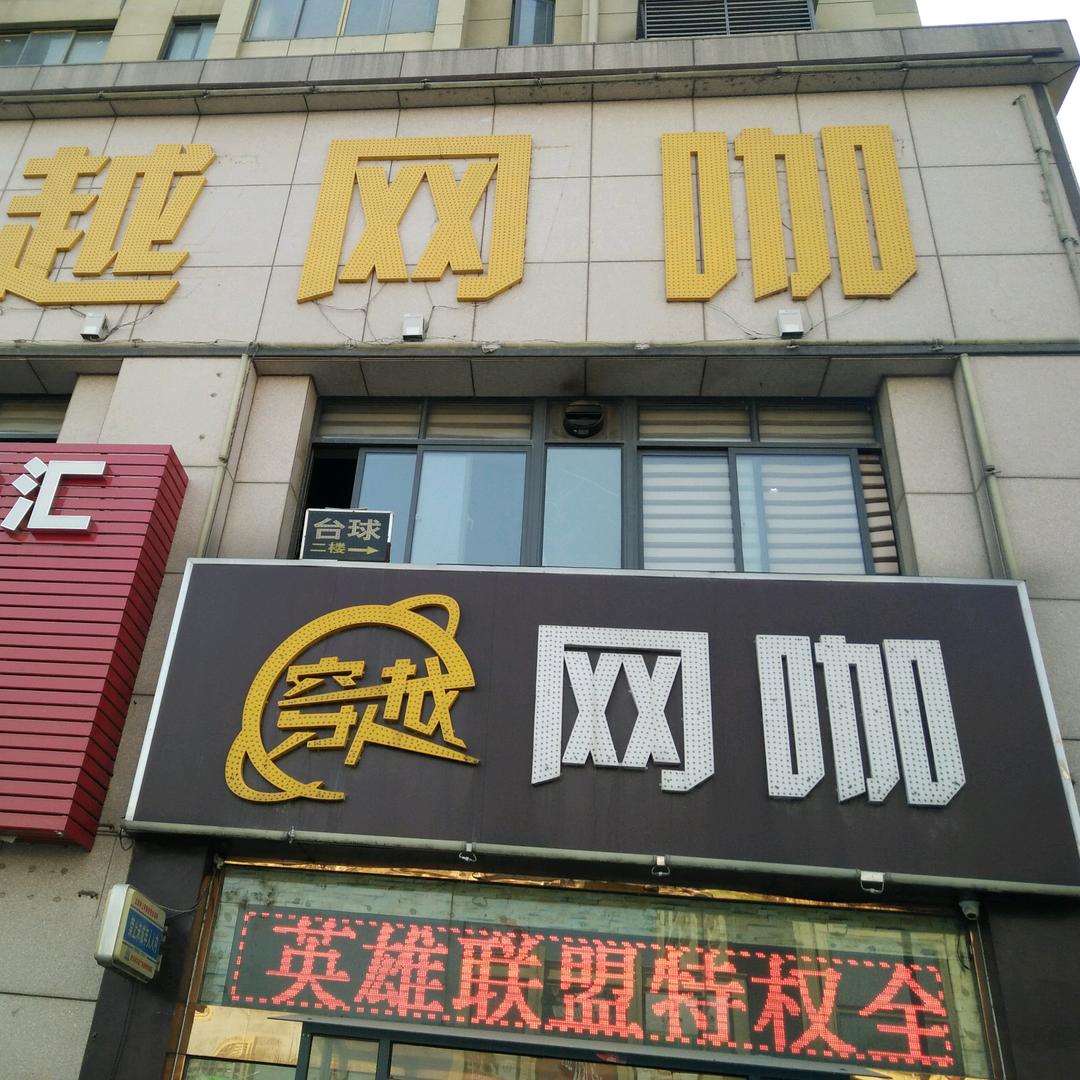 越网咖
汇
台球
二楼→
穿越网咖
英雄联盟特权全